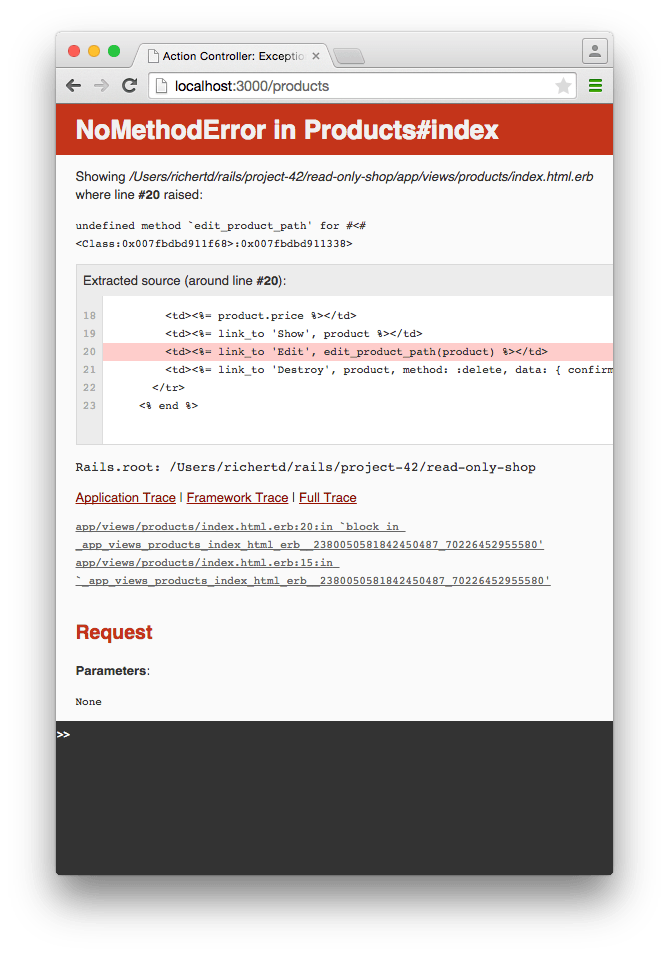 Action Controller: Exceptio
localhost:3000/products
NoMethodError in Products#index
Showing /Users/richertd/rails/project-42/read-only-shop/app/views/products/index.html.erb
where line #20 raised:
undefined method `edit_product_path' for #<#
<Class:0x007fbdbd911f68>:0x007fbdbd911338>
Extracted source (around line #20):
18 <td><%= product.price %></td>
19 <td><%= link_to 'Show', product %></td>
20 <td><%= link_to 'Edit', edit_product_path(product) %></td>
21 <td><%= link_to 'Destroy', product, method: :delete, data: { confirm
22 </tr>
23 <% end %>
Rails.root: /Users/richertd/rails/project-42/read-only-shop
Application Trace | Framework Trace | Full Trace
app/views/products/index.html.erb:20:in `block in
_app_views_products_index_html_erb__2380050581842450487_70226452955580'
app/views/products/index.html.erb:15:in
`_app_views_products_index_html_erb__2380050581842450487_70226452955580'
Request
Parameters:
None
>>